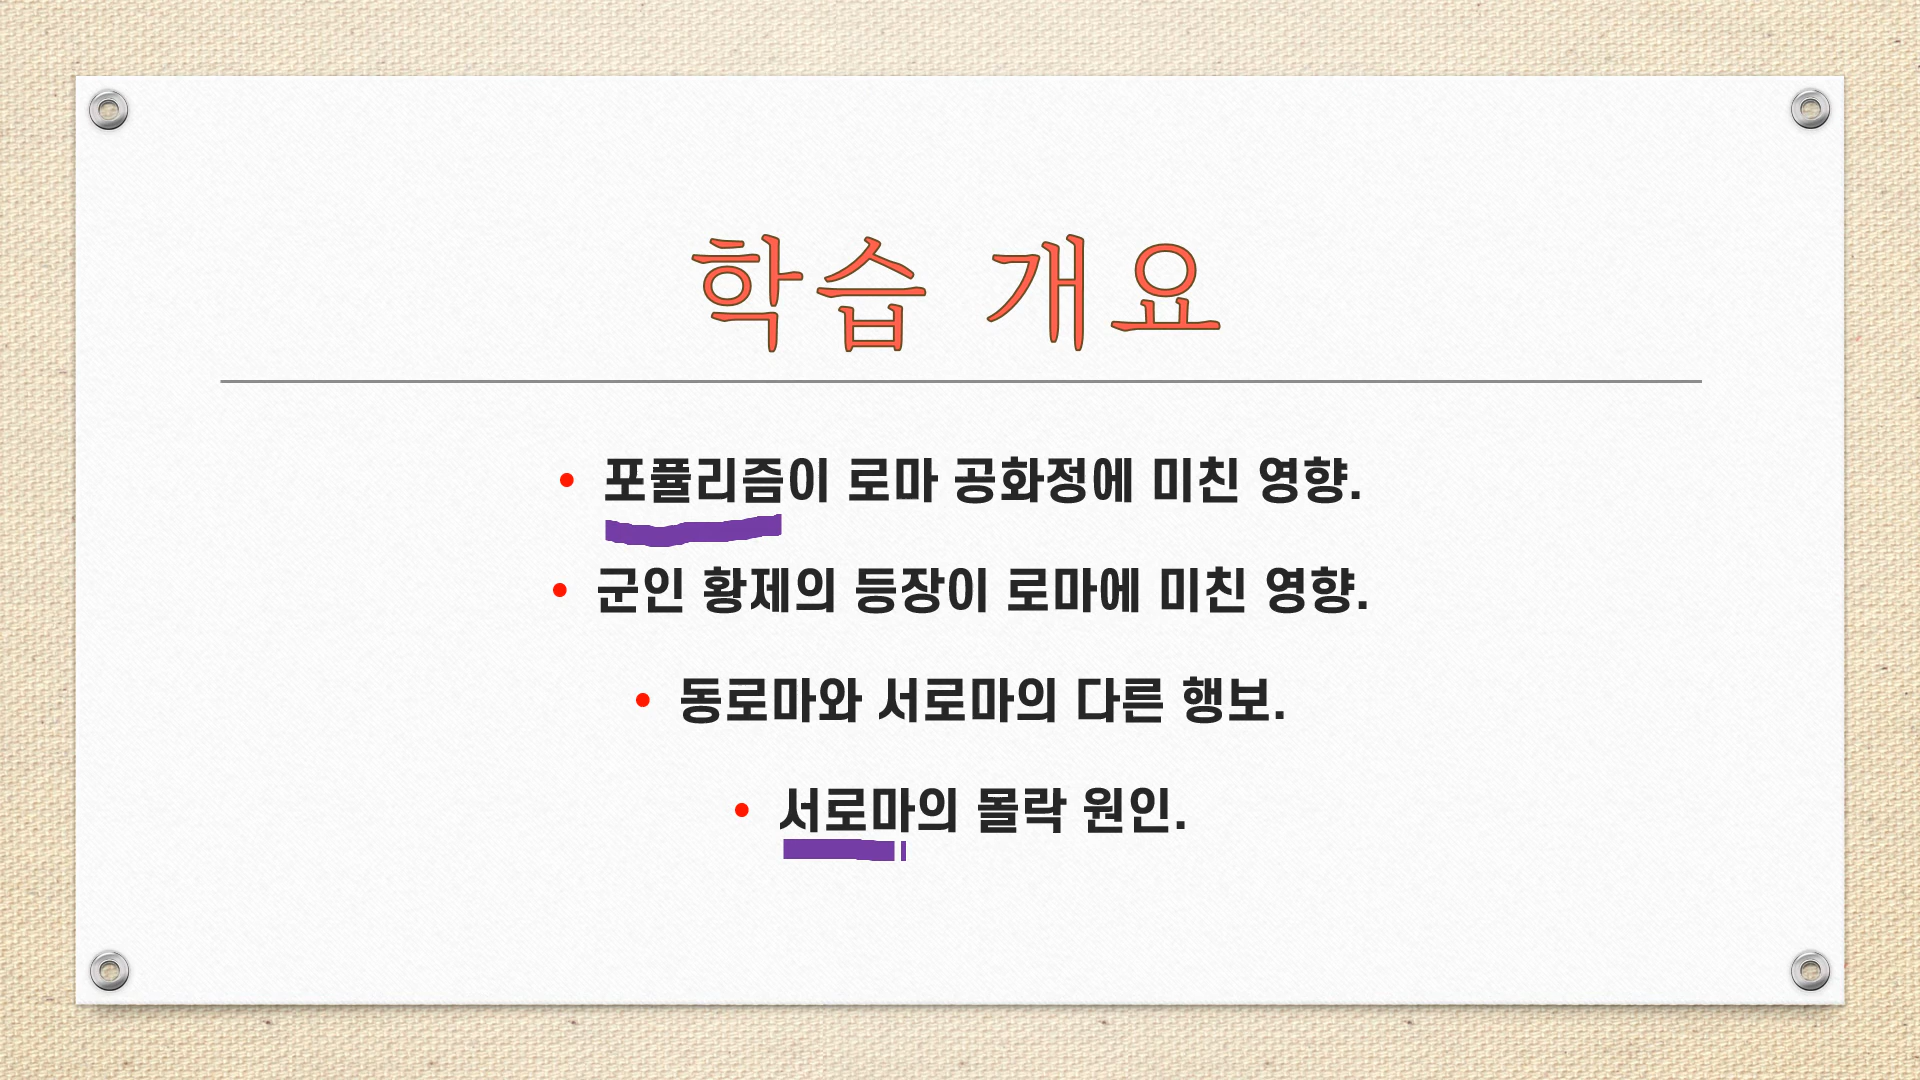 학습 개요
• 포퓰리즘이 로마 공화정에 미친 영향.
• 군인 황제의 등장이 로마에 미친 영향.
• 동로마와 서로마의 다른 행보.
• 서로마의 몰락 원인.